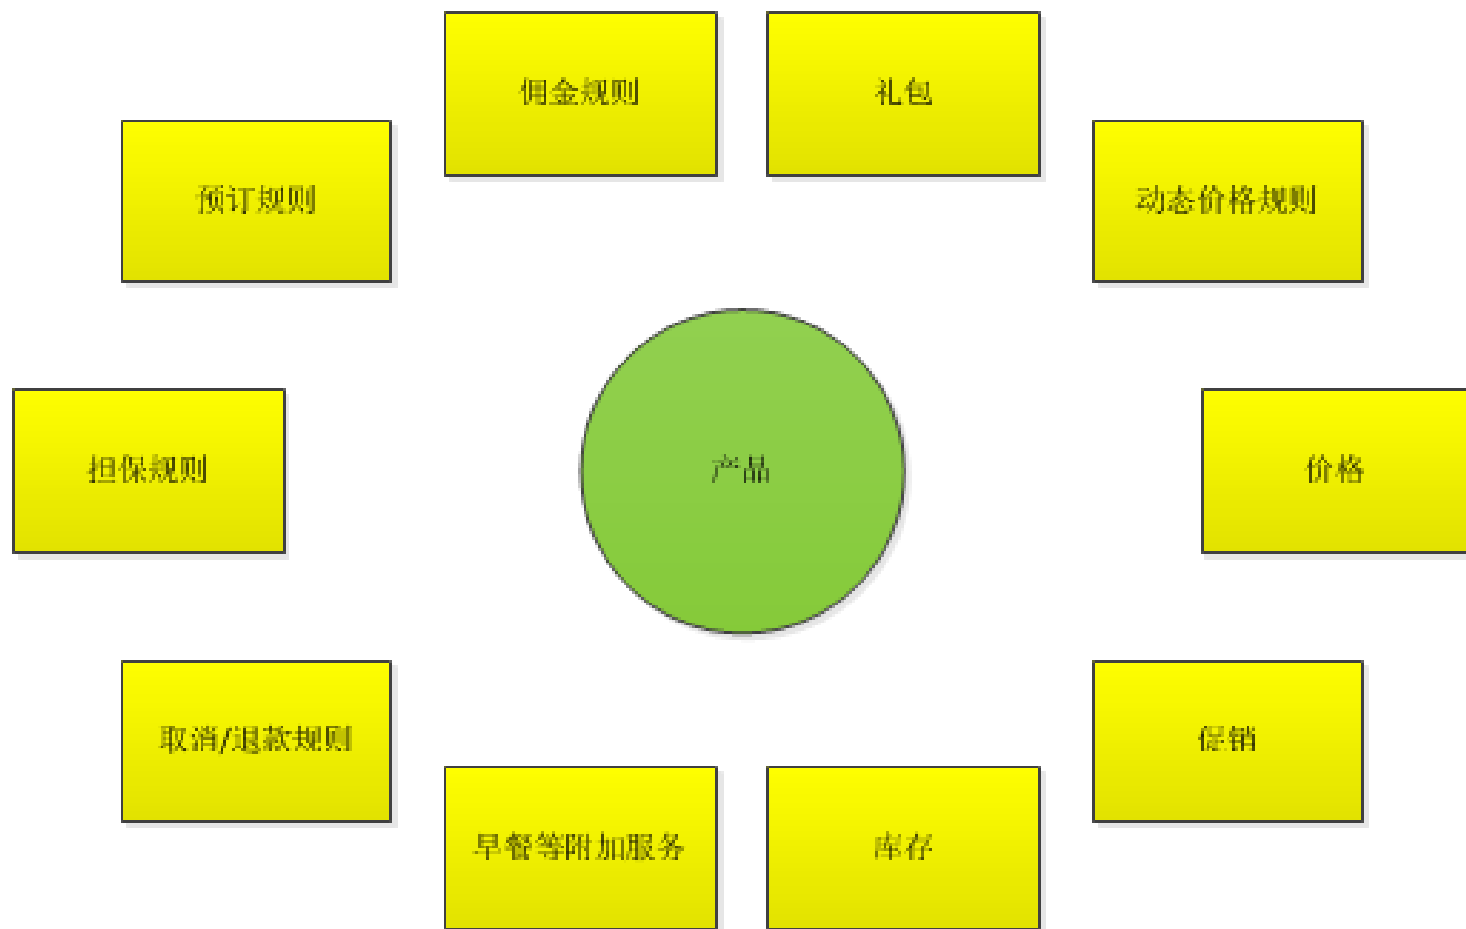 佣金规则
礼包
预订规则
动态价格规则
担保规则
产品
价格
取消/退款规则
促销
早餐等附加服务
库存